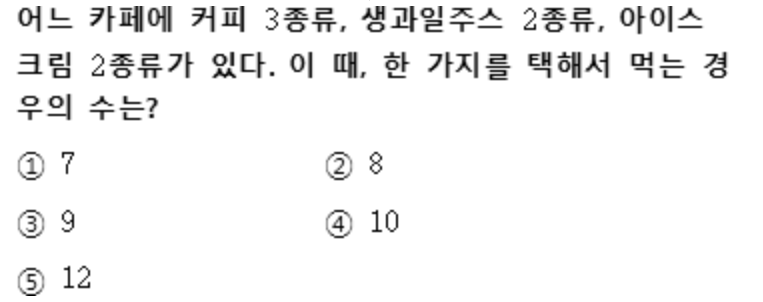 어느 카페에 커피 3종류, 생과일주스 2종류, 아이스
크림 2종류가 있다. 이 때, 한 가지를 택해서 먹는 경
우의 수는?
① 7 ② 8
③ 9 ④ 10
⑤ 12